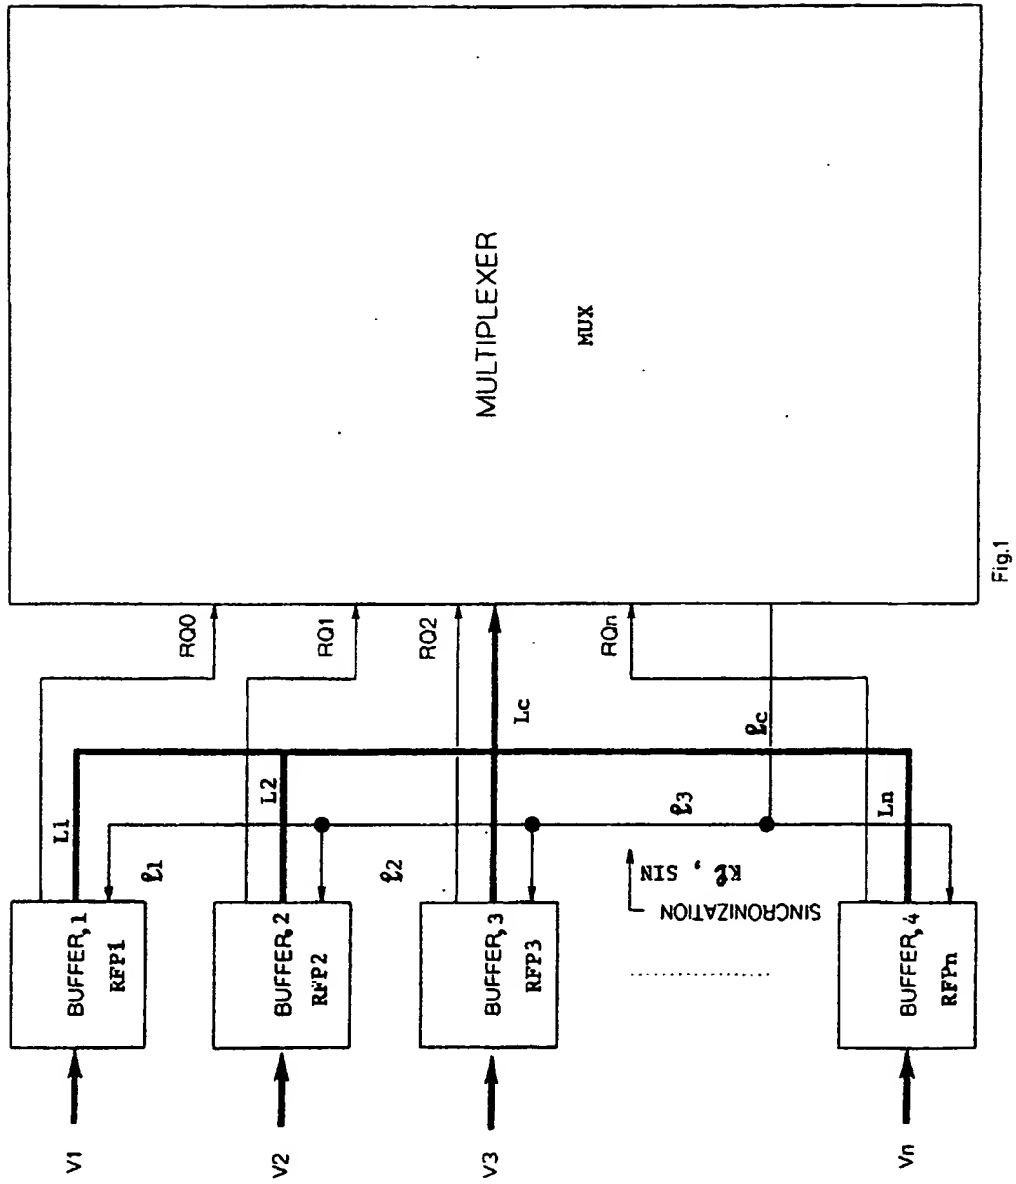 MULTIPLEXER
MUX
RQ0
RQ1
RQ2
RQn
Lc
ℓc
L1
L2
Ln
ℓ1
ℓ2
ℓ3
SINCRONIZATION
Kℓ, SIN
BUFFER, 1
RFP1
BUFFER, 2
RFP2
BUFFER, 3
RFP3
BUFFER, 4
RFPn
V1
V2
V3
Vn
Fig.1